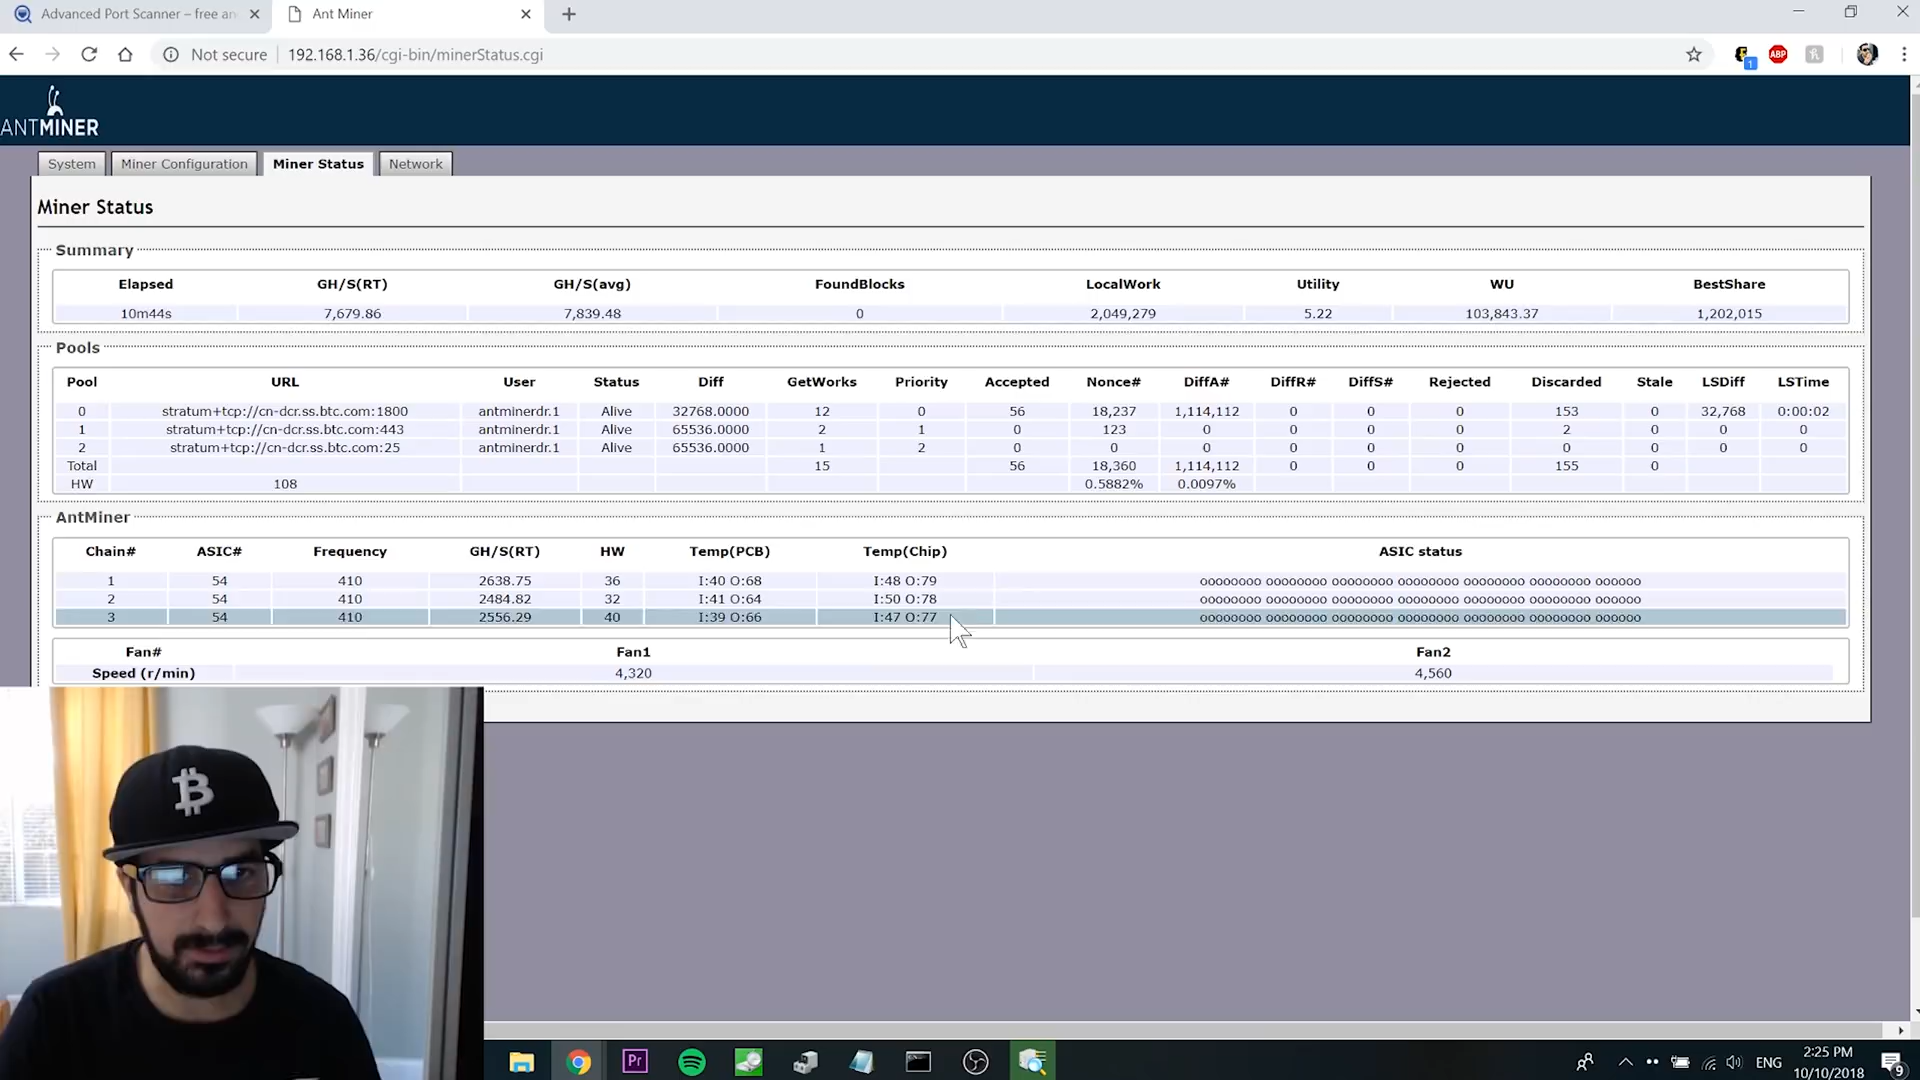 Advanced Port Scanner – free an
Ant Miner
Not secure
192.168.1.36/cgi-bin/minerStatus.cgi
1
ABP
ANTMINER
System
Miner Configuration
Miner Status
Network
Miner Status
Summary
Elapsed GH/S(RT) GH/S(avg) FoundBlocks LocalWork Utility WU BestShare
10m44s 7,679.86 7,839.48 0 2,049,279 5.22 103,843.37 1,202,015
Pools
Pool URL User Status Diff GetWorks Priority Accepted Nonce# DiffA# DiffR# DiffS# Rejected Discarded Stale LSDiff LSTime
0 stratum+tcp://cn-dcr.ss.btc.com:1800 antminerdr.1 Alive 32768.0000 12 0 56 18,237 1,114,112 0 0 0 153 0 32,768 0:00:02
1 stratum+tcp://cn-dcr.ss.btc.com:443 antminerdr.1 Alive 65536.0000 2 1 0 123 0 0 0 0 2 0 0 0
2 stratum+tcp://cn-dcr.ss.btc.com:25 antminerdr.1 Alive 65536.0000 1 2 0 0 0 0 0 0 0 0 0 0
Total 15 56 18,360 1,114,112 0 0 0 155 0
HW 108 0.5882% 0.0097%
AntMiner
Chain# ASIC# Frequency GH/S(RT) HW Temp(PCB) Temp(Chip) ASIC status
1 54 410 2638.75 36 I:40 O:68 I:48 O:79 oooooooo oooooooo oooooooo oooooooo oooooooo oooooooo oooooo
2 54 410 2484.82 32 I:41 O:64 I:50 O:78 oooooooo oooooooo oooooooo oooooooo oooooooo oooooooo oooooo
3 54 410 2556.29 40 I:39 O:66 I:47 O:77 oooooooo oooooooo oooooooo oooooooo oooooooo oooooooo oooooo
Fan# Fan1 Fan2
Speed (r/min) 4,320 4,560
₿
Pr
ENG
2:25 PM
10/10/2018
9